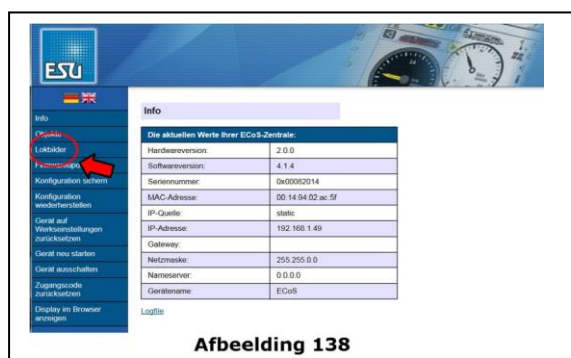 ESU
Info
Objekte
Lokbilder
Konfiguration sichern
Konfiguration
wiederherstellen
Gerät auf
Werkseinstellungen
zurücksetzen
Gerät neu starten
Gerät ausschalten
Zugangscode
zurücksetzen
Display im Browser
anzeigen
Info
Die aktuellen Werte Ihrer ECoS-Zentrale:
Hardwareversion: 2.0.0
Softwareversion: 4.1.4
Seriennummer: 0x00082014
MAC-Adresse: 00:14:94:02:ac:5f
IP-Quelle: static
IP-Adresse: 192.168.1.49
Gateway:
Netzmaske: 255.255.0.0
Nameserver: 0.0.0.0
Gerätename: ECoS
Logfile
Afbeelding 138